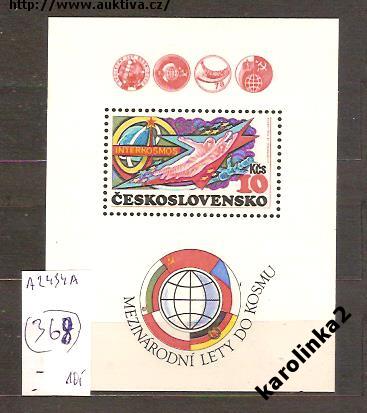 http://www.auktiva.cz/
INTERKOSMOS
10 Kčs
ČESKOSLOVENSKO
MEZINÁRODNÍ LETY DO KOSMU
A2454A
368
karolinka2